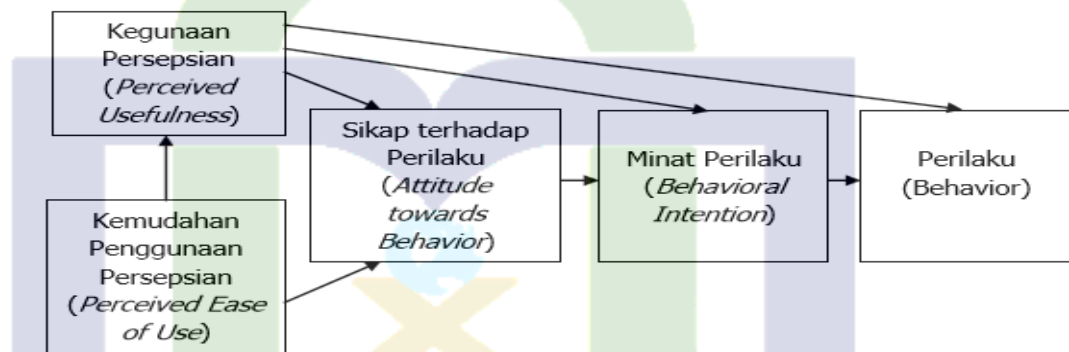 Kegunaan
Persepsian
(Perceived
Usefulness)
Kemudahan
Penggunaan
Persepsian
(Perceived Ease
of Use)
Sikap terhadap
Perilaku
(Attitude
towards
Behavior)
Minat Perilaku
(Behavioral
Intention)
Perilaku
(Behavior)